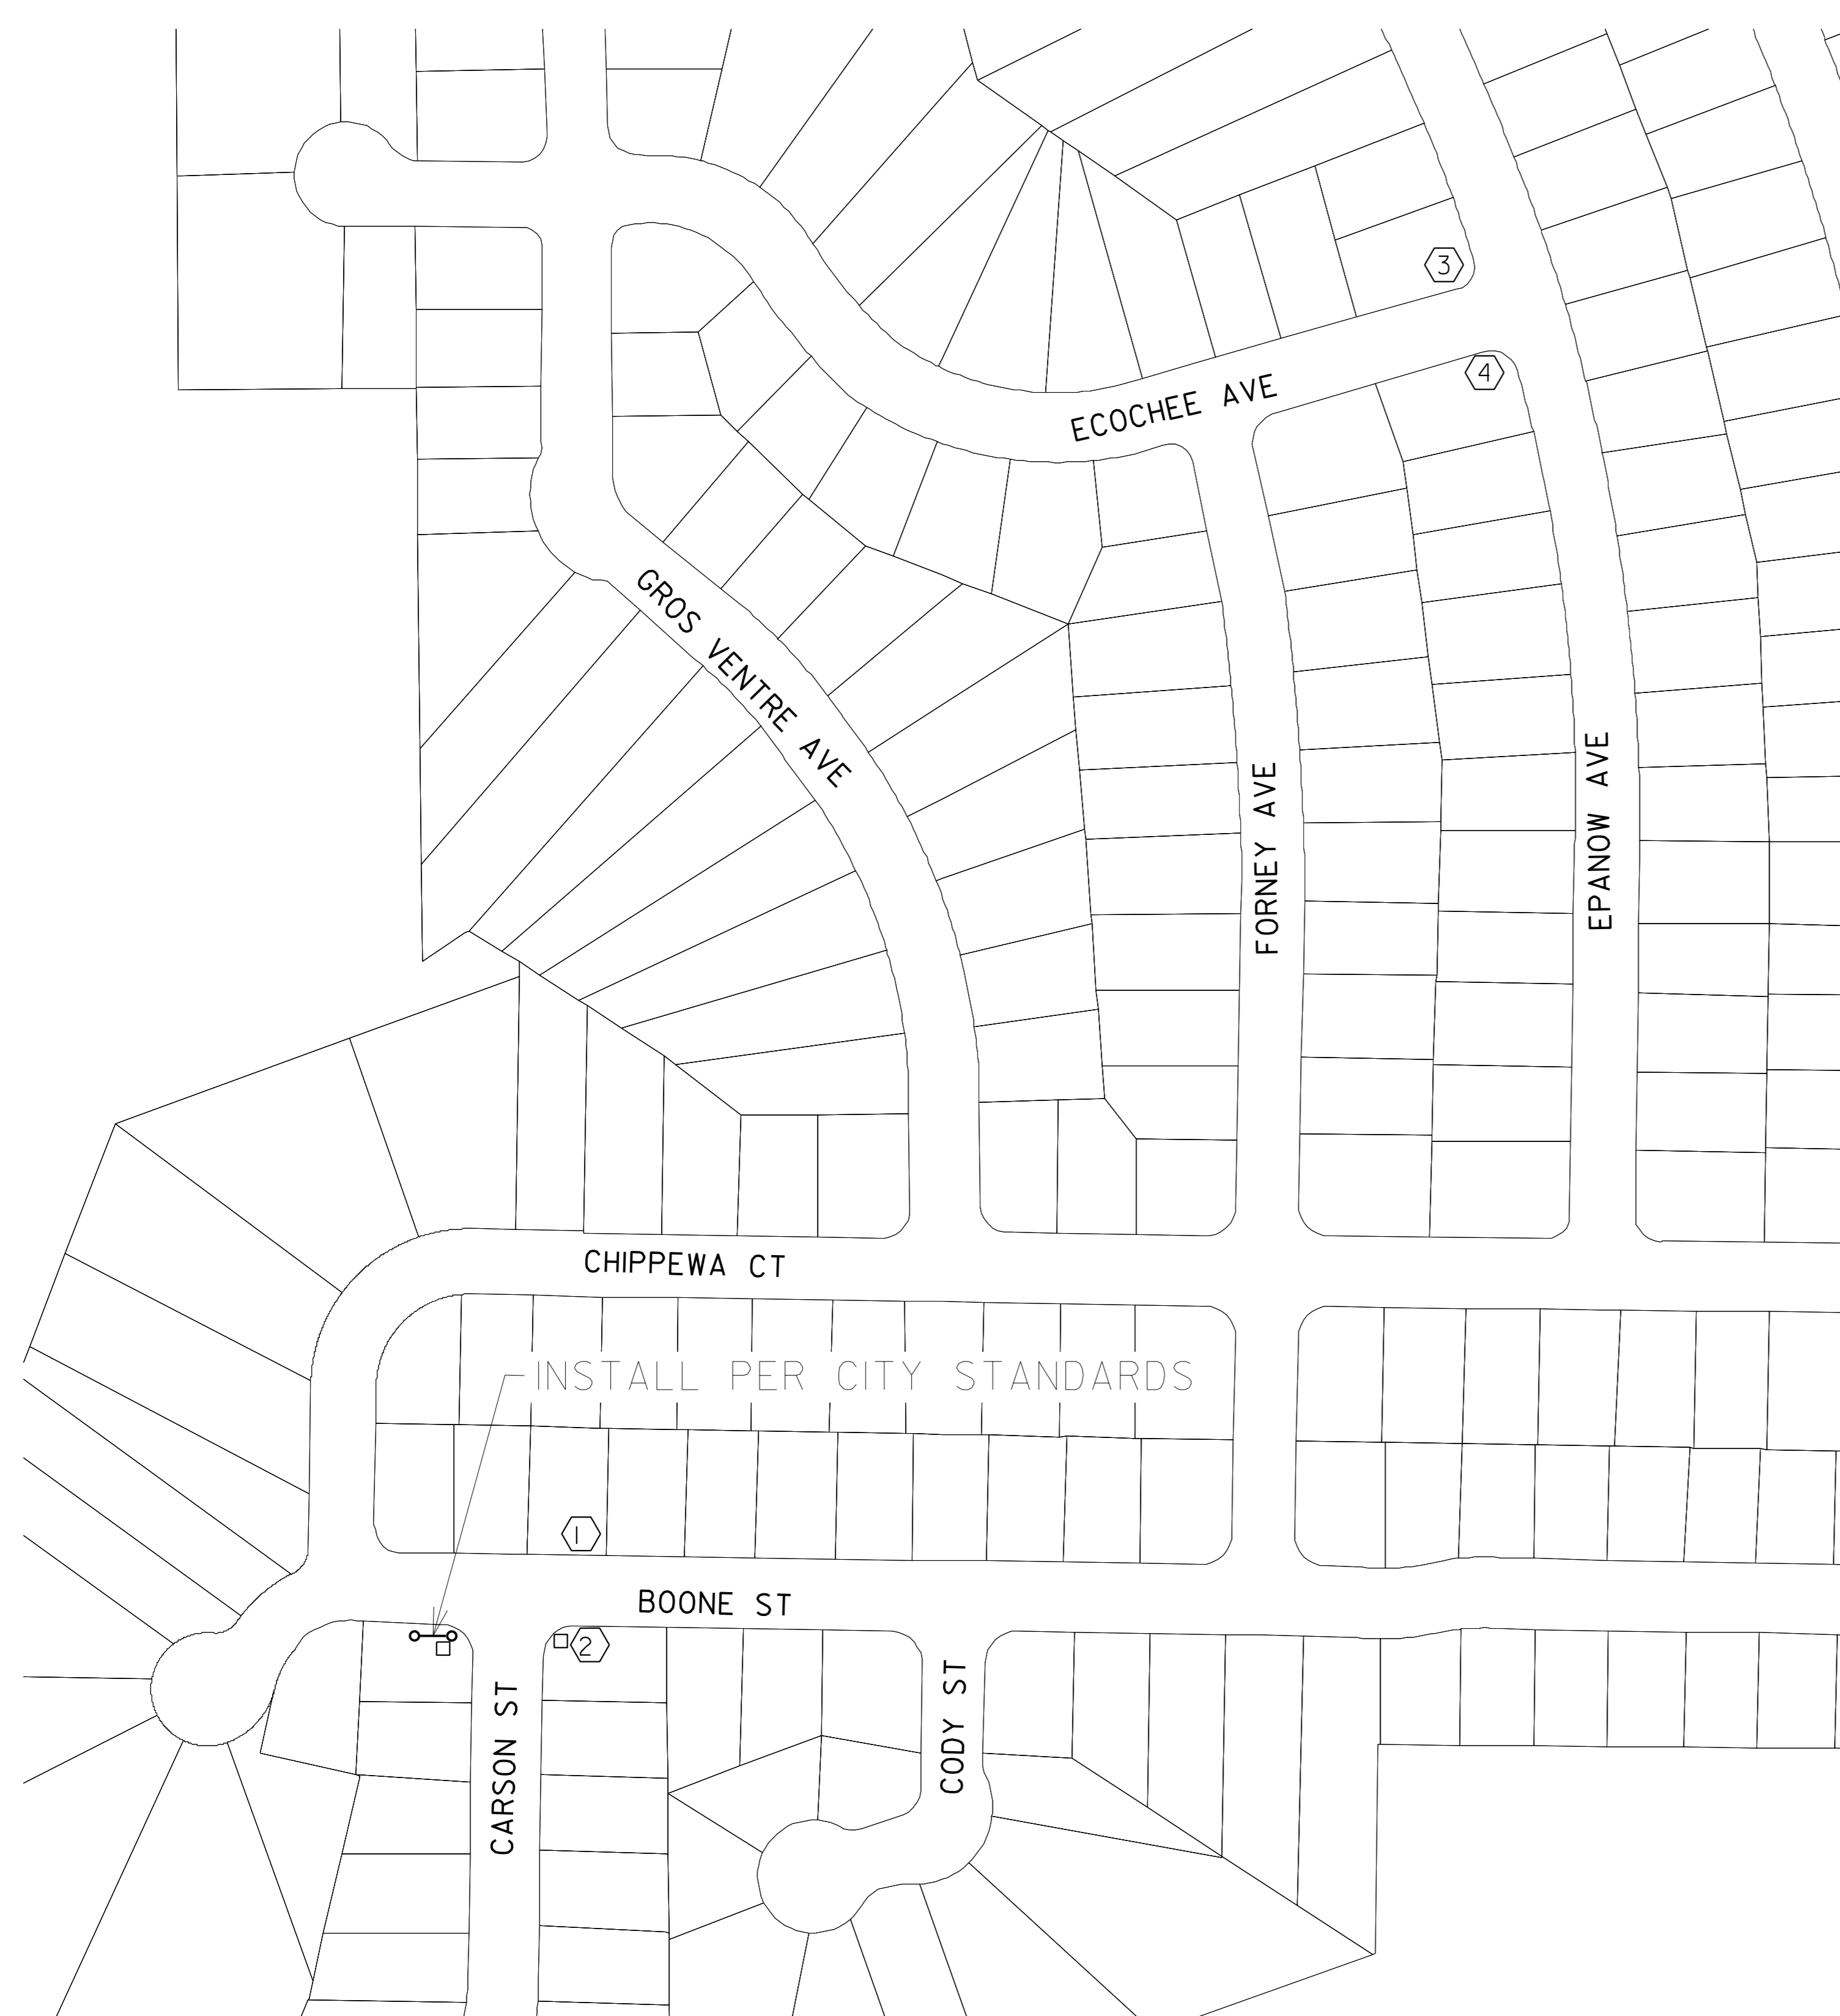 3
4
ECOCHEE AVE
GROS VENTRE AVE
FORNEY AVE
EPANOW AVE
CHIPPEWA CT
INSTALL PER CITY STANDARDS
1
BOONE ST
2
CARSON ST
CODY ST